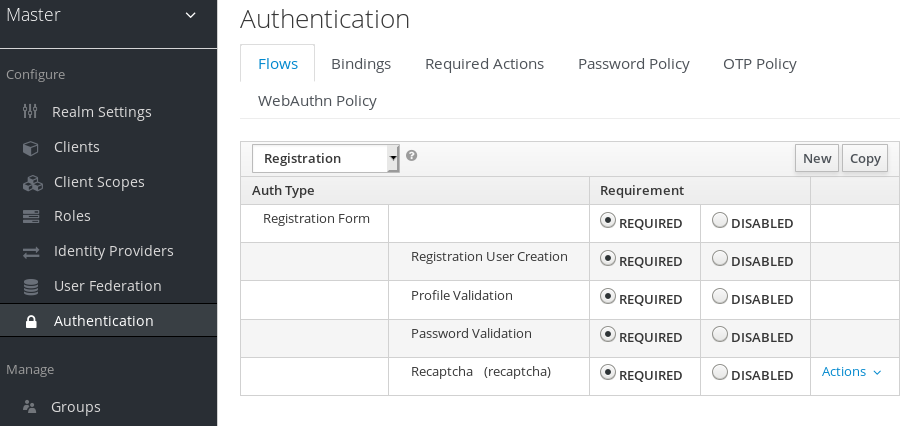 Master
Configure
Realm Settings
Clients
Client Scopes
Roles
Identity Providers
User Federation
Authentication
Manage
Groups
Authentication
Flows Bindings Required Actions Password Policy OTP Policy
WebAuthn Policy
Registration ? New Copy
Auth Type Requirement
Registration Form REQUIRED DISABLED
Registration User Creation REQUIRED DISABLED
Profile Validation REQUIRED DISABLED
Password Validation REQUIRED DISABLED
Recaptcha (recaptcha) REQUIRED DISABLED Actions